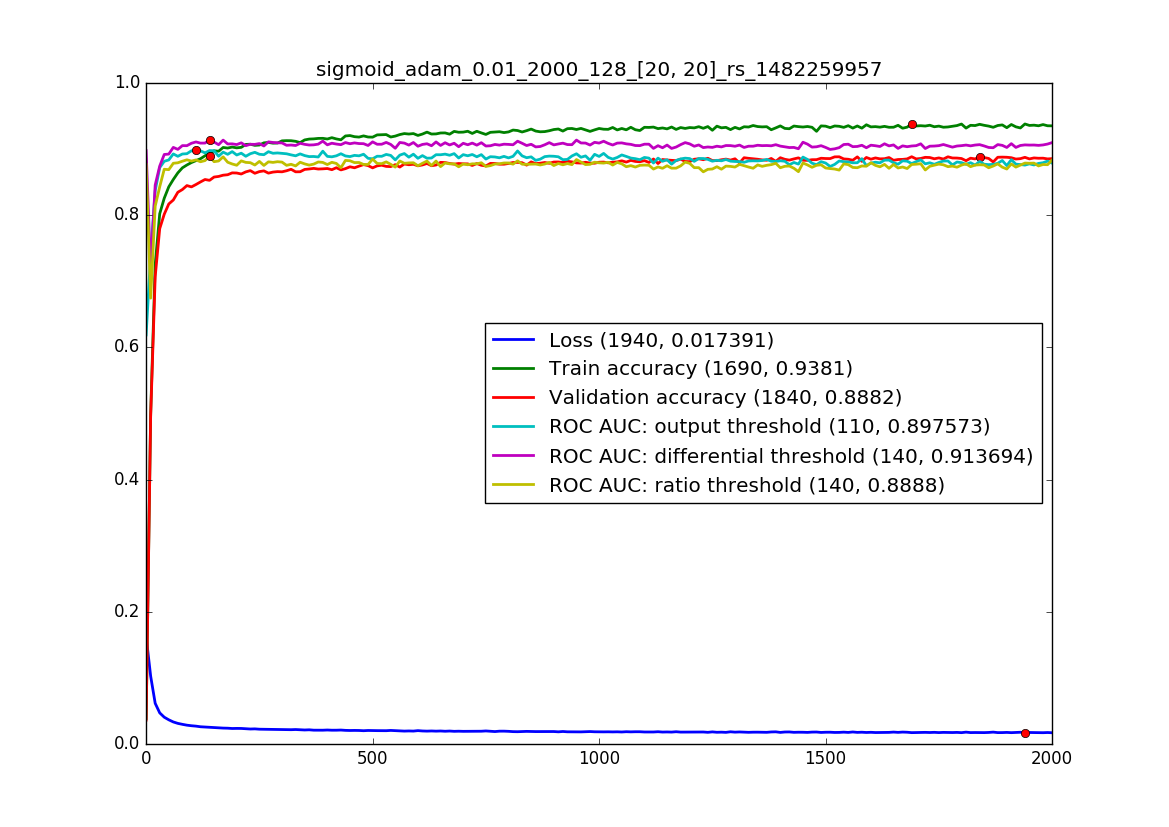 sigmoid_adam_0.01_2000_128_[20, 20]_rs_1482259957
1.0
0.8
0.6
0.4
0.2
0.0
Loss (1940, 0.017391)
Train accuracy (1690, 0.9381)
Validation accuracy (1840, 0.8882)
ROC AUC: output threshold (110, 0.897573)
ROC AUC: differential threshold (140, 0.913694)
ROC AUC: ratio threshold (140, 0.8888)
0 500 1000 1500 2000